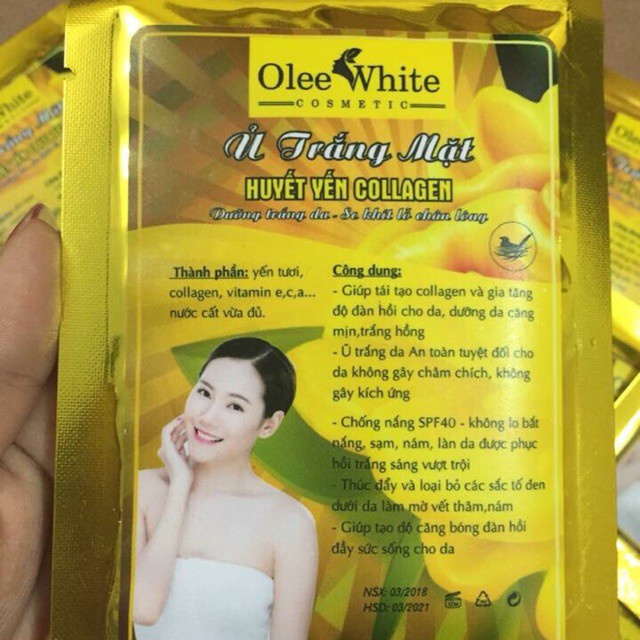 Olee White
COSMETIC
Ủ Trắng Mặt
HUYẾT YẾN COLLAGEN
Dưỡng trắng da - Se khít lỗ chân lông
Thành phần: yến tươi,
collagen, vitamin e,c,a...
nước cất vừa đủ.
Công dụng:
- Giúp tái tạo collagen và gia tăng
độ đàn hồi cho da, dưỡng da căng
mịn,trắng hồng
- Ủ trắng da An toàn tuyệt đối cho
da không gây châm chích, không
gây kích ứng
- Chống nắng SPF40 - không lo bắt
nắng, sạm, nám, làn da được phục
hồi trắng sáng vượt trội
- Thúc đẩy và loại bỏ các sắc tố đen
dưới da làm mờ vết thâm,nám
- Giúp tạo độ căng bóng đàn hồi
đầy sức sống cho da
NSX: 03/2018
HSD: 03/2021